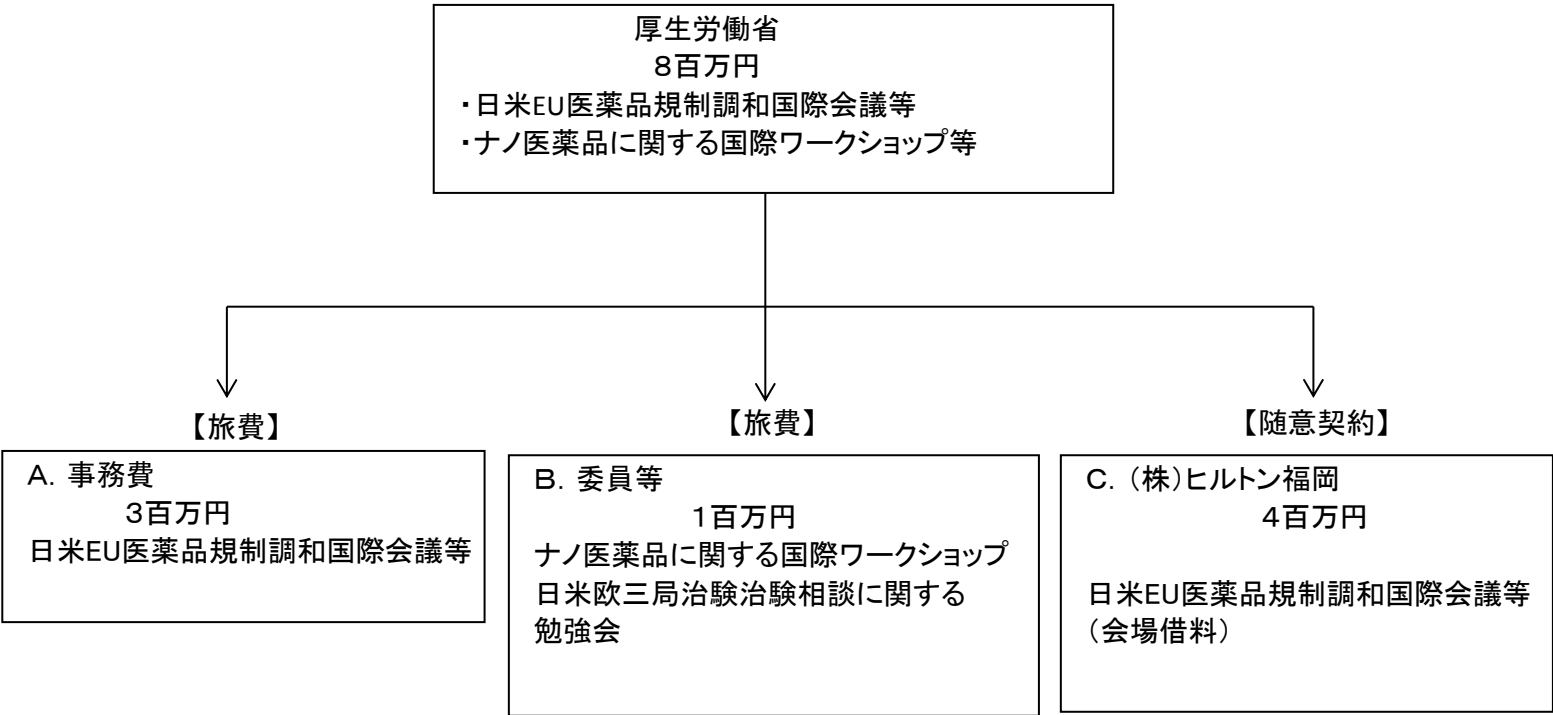 厚生労働省
8百万円
・日米EU医薬品規制調和国際会議等
・ナノ医薬品に関する国際ワークショップ等
【旅費】
A. 事務費
3百万円
日米EU医薬品規制調和国際会議等
【旅費】
B. 委員等
1百万円
ナノ医薬品に関する国際ワークショップ
日米欧三局治験治験相談に関する
勉強会
【随意契約】
C. (株)ヒルトン福岡
4百万円
日米EU医薬品規制調和国際会議等
(会場借料)